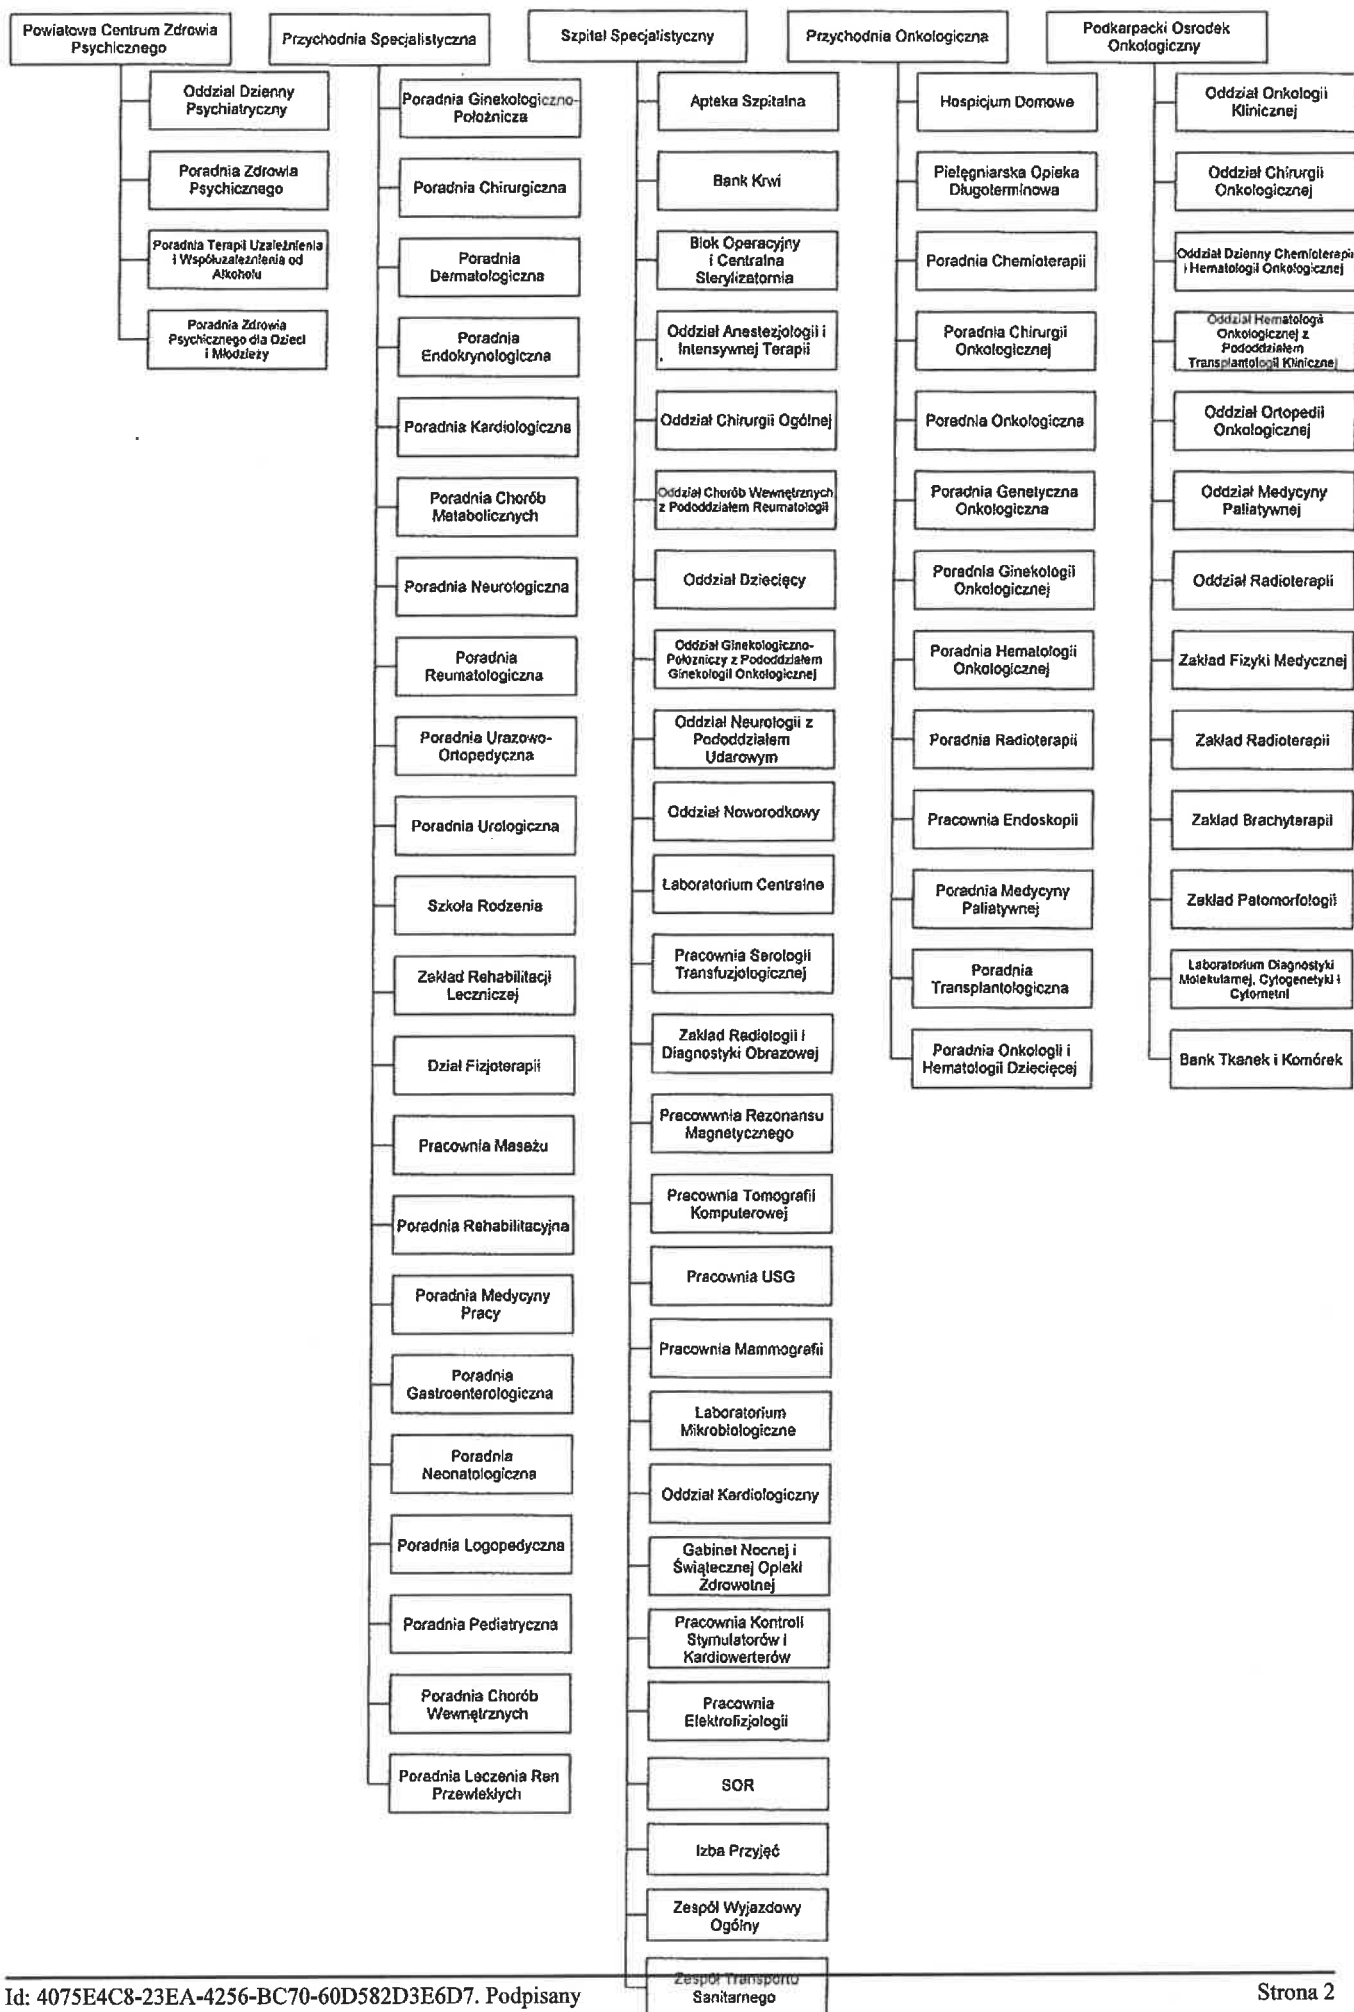 Powiatowe Centrum Zdrowia
Psychicznego
Oddział Dzienny
Psychiatryczny
Poradnia Zdrowia
Psychicznego
Poradnia Terapii Uzależnienia
i Współuzależnienia od
Alkoholu
Poradnia Zdrowia
Psychicznego dla Dzieci
i Młodzieży
Przychodnia Specjalistyczna
Poradnia Ginekologiczno-
Położnicza
Poradnia Chirurgiczna
Poradnia
Dermatologiczna
Poradnia
Endokrynologiczna
Poradnia Kardiologiczna
Poradnia Chorób
Metabolicznych
Poradnia Neurologiczna
Poradnia
Reumatologiczna
Poradnia Urazowo-
Ortopedyczna
Poradnia Urologiczna
Szkoła Rodzenia
Zakład Rehabilitacji
Leczniczej
Dział Fizjoterapii
Pracownia Masażu
Poradnia Rehabilitacyjna
Poradnia Medycyny
Pracy
Poradnia
Gastroenterologiczna
Poradnia
Neonatologiczna
Poradnia Logopedyczna
Poradnia Pediatryczna
Poradnia Chorób
Wewnętrznych
Poradnia Leczenia Ran
Przewlekłych
Szpital Specjalistyczny
Apteka Szpitalna
Bank Krwi
Blok Operacyjny
i Centralna
Sterylizatornia
Oddział Anestezjologii i
Intensywnej Terapii
Oddział Chirurgii Ogólnej
Oddział Chorób Wewnętrznych
z Pododdziałem Reumatologii
Oddział Dziecięcy
Oddział Ginekologiczno-
Położniczy z Pododdziałem
Ginekologii Onkologicznej
Oddział Neurologii z
Pododdziałem
Udarowym
Oddział Noworodkowy
Laboratorium Centralne
Pracownia Serologii
Transfuzjologicznej
Zakład Radiologii i
Diagnostyki Obrazowej
Pracowwnia Rezonansu
Magnetycznego
Pracownia Tomografii
Komputerowej
Pracownia USG
Pracownia Mammografii
Laboratorium
Mikrobiologiczne
Oddział Kardiologiczny
Gabinet Nocnej i
Świątecznej Opieki
Zdrowotnej
Pracownia Kontroli
Stymulatorów i
Kardiowerterów
Pracownia
Elektrofizjologii
SOR
Izba Przyjęć
Zespół Wyjazdowy
Ogólny
Zespół Transportu
Sanitarnego
Przychodnia Onkologiczna
Hospicjum Domowe
Pielęgniarska Opieka
Długoterminowa
Poradnia Chemioterapii
Poradnia Chirurgii
Onkologicznej
Poradnia Onkologiczna
Poradnia Genetyczna
Onkologiczna
Poradnia Ginekologii
Onkologicznej
Poradnia Hematologii
Onkologicznej
Poradnia Radioterapii
Pracownia Endoskopii
Poradnia Medycyny
Paliatywnej
Poradnia
Transplantologiczna
Poradnia Onkologii i
Hematologii Dziecięcej
Podkarpacki Osrodek
Onkologiczny
Oddział Onkologii
Klinicznej
Oddział Chirurgii
Onkologicznej
Oddział Dzienny Chemioterapii
i Hematologii Onkologicznej
Oddział Hematologii
Onkologicznej z
Pododdziałem
Transplantologii Klinicznej
Oddział Ortopedii
Onkologicznej
Oddział Medycyny
Paliatywnej
Oddział Radioterapii
Zakład Fizyki Medycznej
Zakład Radioterapii
Zakład Brachyterapii
Zakład Patomorfologii
Laboratorium Diagnostyki
Molekularnej, Cytogenetyki i
Cytometrii
Bank Tkanek i Komórek
Id: 4075E4C8-23EA-4256-BC70-60D582D3E6D7. Podpisany
Strona 2